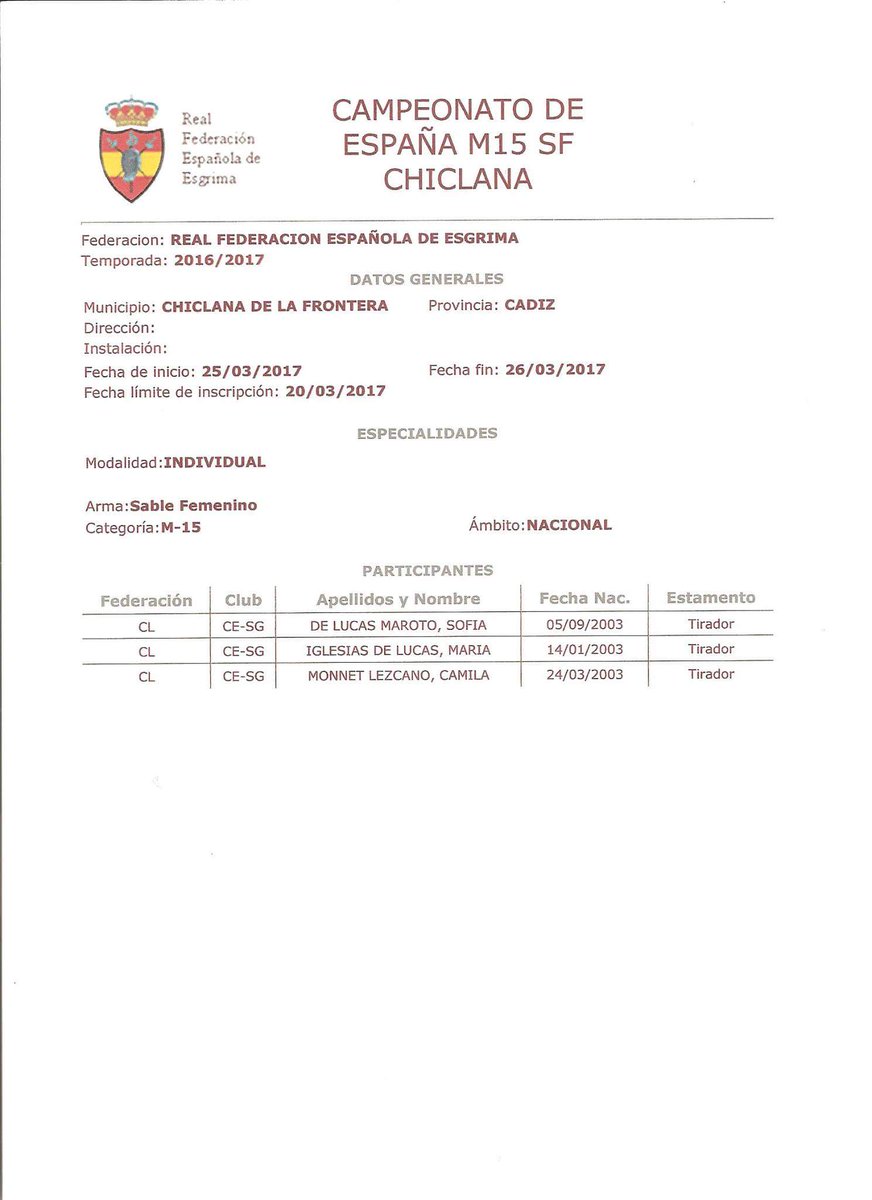 Real
Federación
Española de
Esgrima
CAMPEONATO DE
ESPAÑA M15 SF
CHICLANA
Federacion: REAL FEDERACION ESPAÑOLA DE ESGRIMA
Temporada: 2016/2017
DATOS GENERALES
Municipio: CHICLANA DE LA FRONTERA Provincia: CADIZ
Dirección:
Instalación:
Fecha de inicio: 25/03/2017 Fecha fin: 26/03/2017
Fecha límite de inscripción: 20/03/2017
ESPECIALIDADES
Modalidad:INDIVIDUAL
Arma:Sable Femenino
Categoría:M-15 Ámbito:NACIONAL
PARTICIPANTES
Federación Club Apellidos y Nombre Fecha Nac. Estamento
CL CE-SG DE LUCAS MAROTO, SOFIA 05/09/2003 Tirador
CL CE-SG IGLESIAS DE LUCAS, MARIA 14/01/2003 Tirador
CL CE-SG MONNET LEZCANO, CAMILA 24/03/2003 Tirador